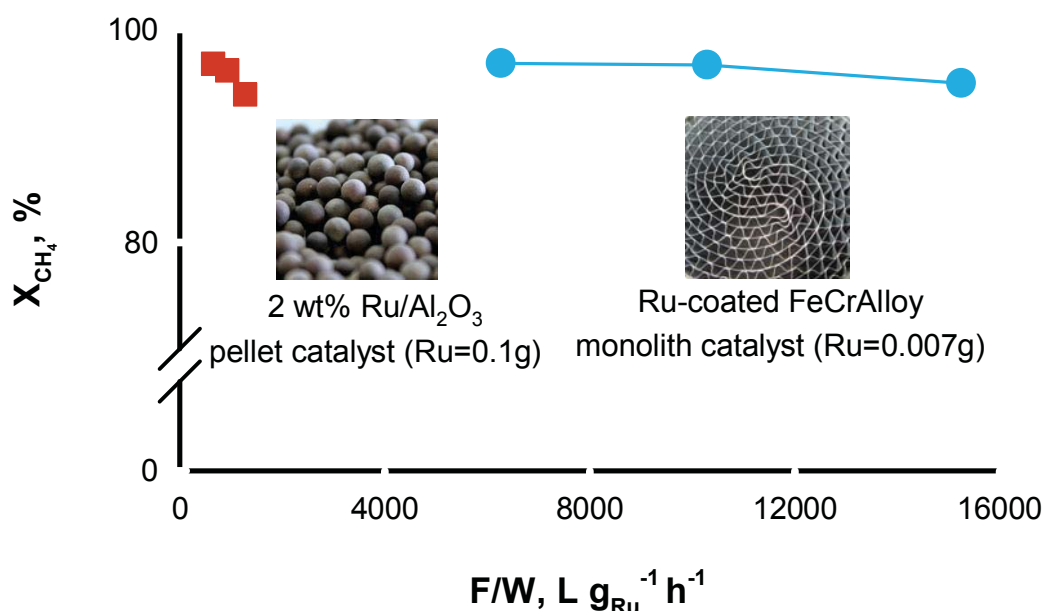 100
80
0
X_CH₄, %
2 wt% Ru/Al₂O₃
pellet catalyst (Ru=0.1g)
Ru-coated FeCrAlloy
monolith catalyst (Ru=0.007g)
0 4000 8000 12000 16000
F/W, L g_Ru⁻¹ h⁻¹